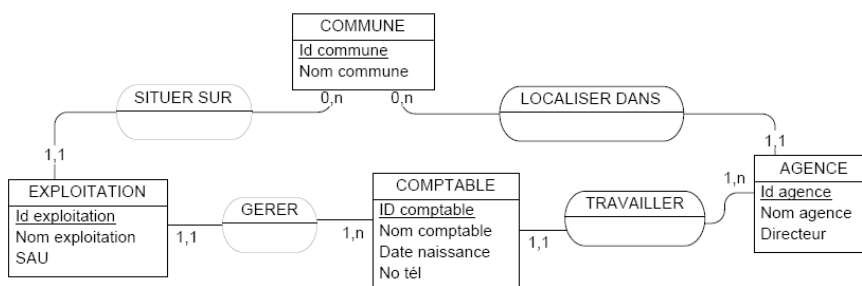 COMMUNE
Id commune
Nom commune
SITUER SUR
0,n
0,n
LOCALISER DANS
1,1
1,1
EXPLOITATION
Id exploitation
Nom exploitation
SAU
1,1
GERER
1,n
COMPTABLE
ID comptable
Nom comptable
Date naissance
No tél
1,1
TRAVAILLER
1,n
AGENCE
Id agence
Nom agence
Directeur